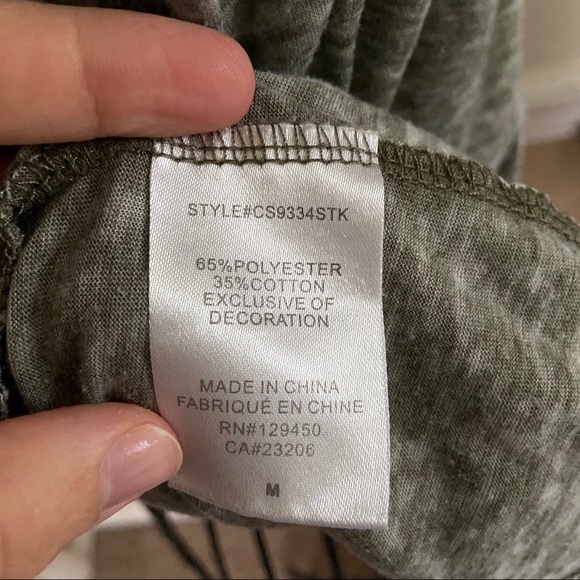 STYLE#CS9334STK
65%POLYESTER
35%COTTON
EXCLUSIVE OF
DECORATION
MADE IN CHINA
FABRIQUÉ EN CHINE
RN#129450
CA#23206
M